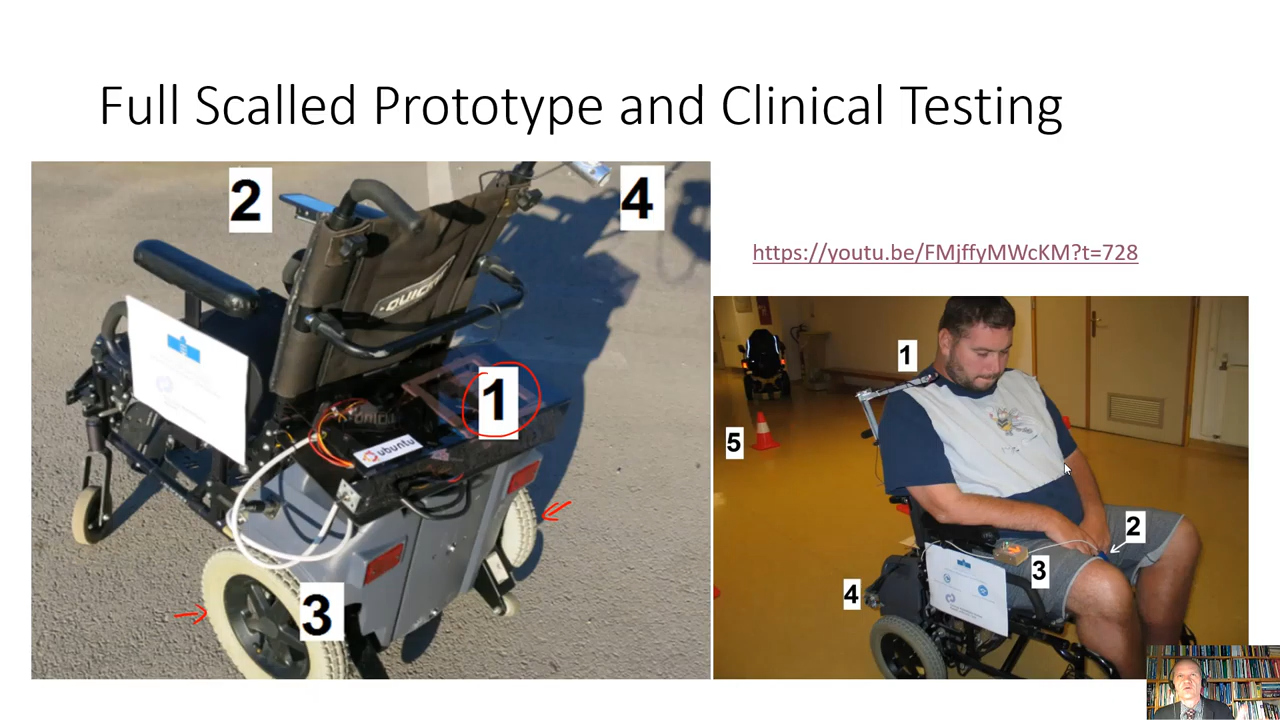 Full Scalled Prototype and Clinical Testing
2
4
https://youtu.be/FMjffyMWcKM?t=728
QUICKIE
1
1
ubuntu
5
2
3
4
3